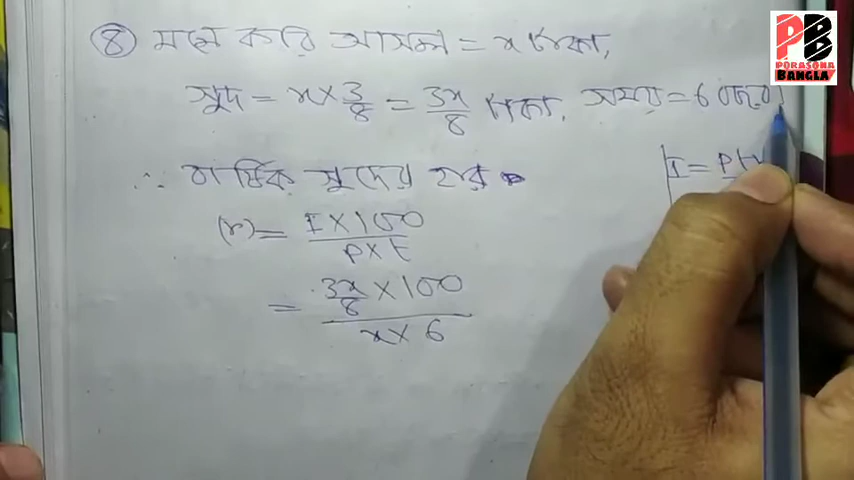 PB
PORASONA
BANGLA
(8) মনে করি আসল = x টাকা,
সুদ = x × 3/8 = 3x/8 টাকা, সময় = 6 বছর।
∴ বার্ষিক সুদের হার
I = Ptr
(r) = I × 100 / P × t
= 3x/8 × 100 / x × 6